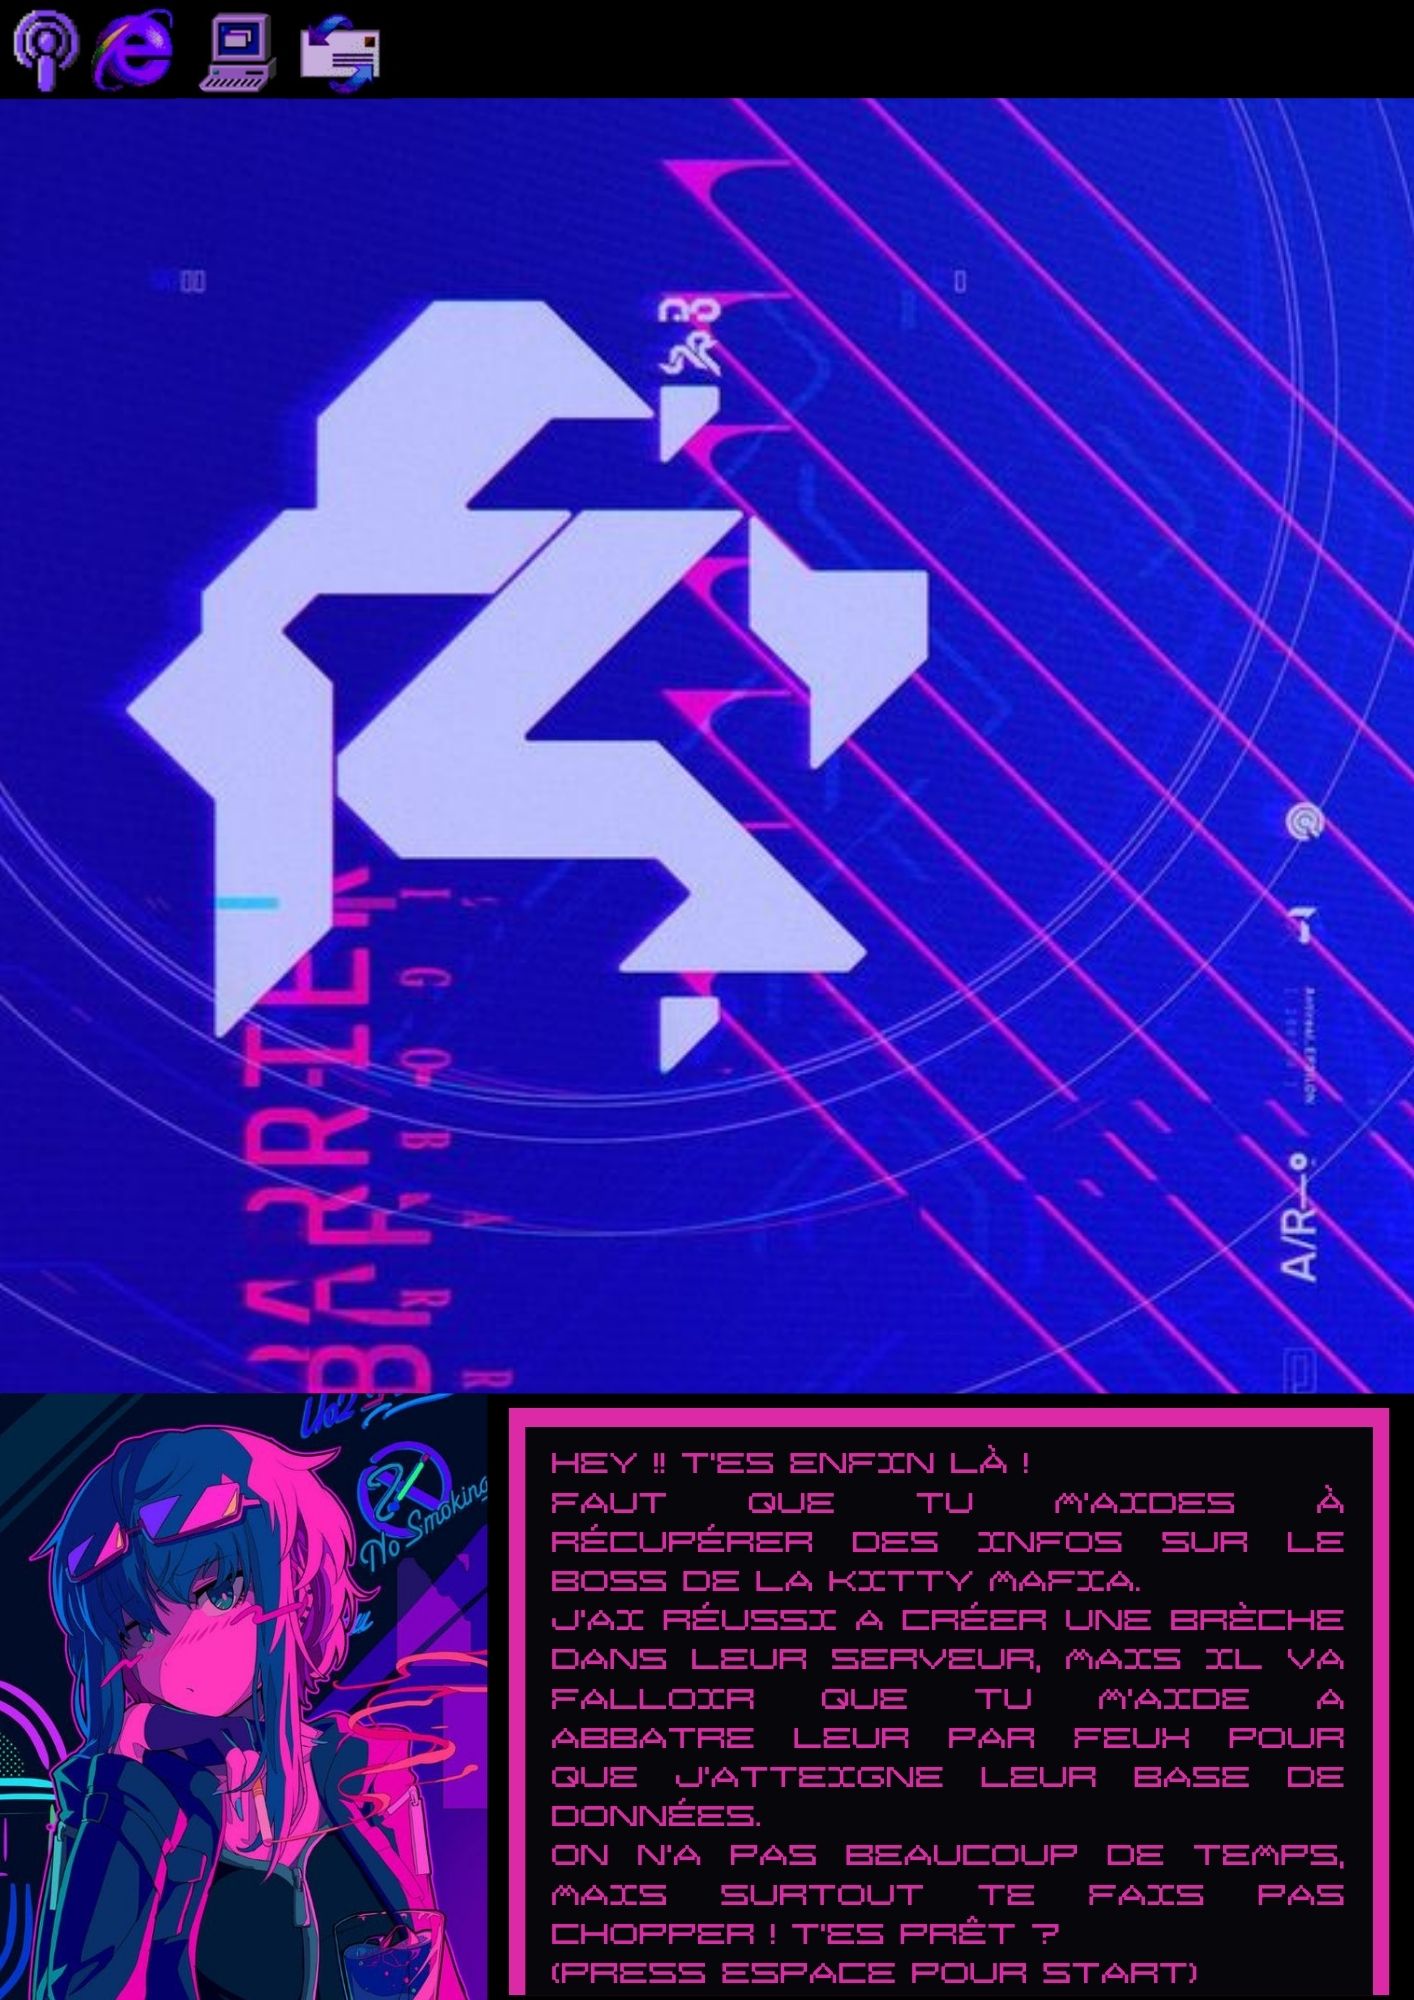 BARRIER
A/R
No Smoking
HEY !! T'ES ENFIN LÀ !
FAUT QUE TU M'AIDES À
RÉCUPÉRER DES INFOS SUR LE
BOSS DE LA KITTY MAFIA.
J'AI RÉUSSI A CRÉER UNE BRÈCHE
DANS LEUR SERVEUR, MAIS IL VA
FALLOIR QUE TU M'AIDE A
ABBATRE LEUR PAR FEUX POUR
QUE J'ATTEIGNE LEUR BASE DE
DONNÉES.
ON N'A PAS BEAUCOUP DE TEMPS,
MAIS SURTOUT TE FAIS PAS
CHOPPER ! T'ES PRÊT ?
(PRESS ESPACE POUR START)